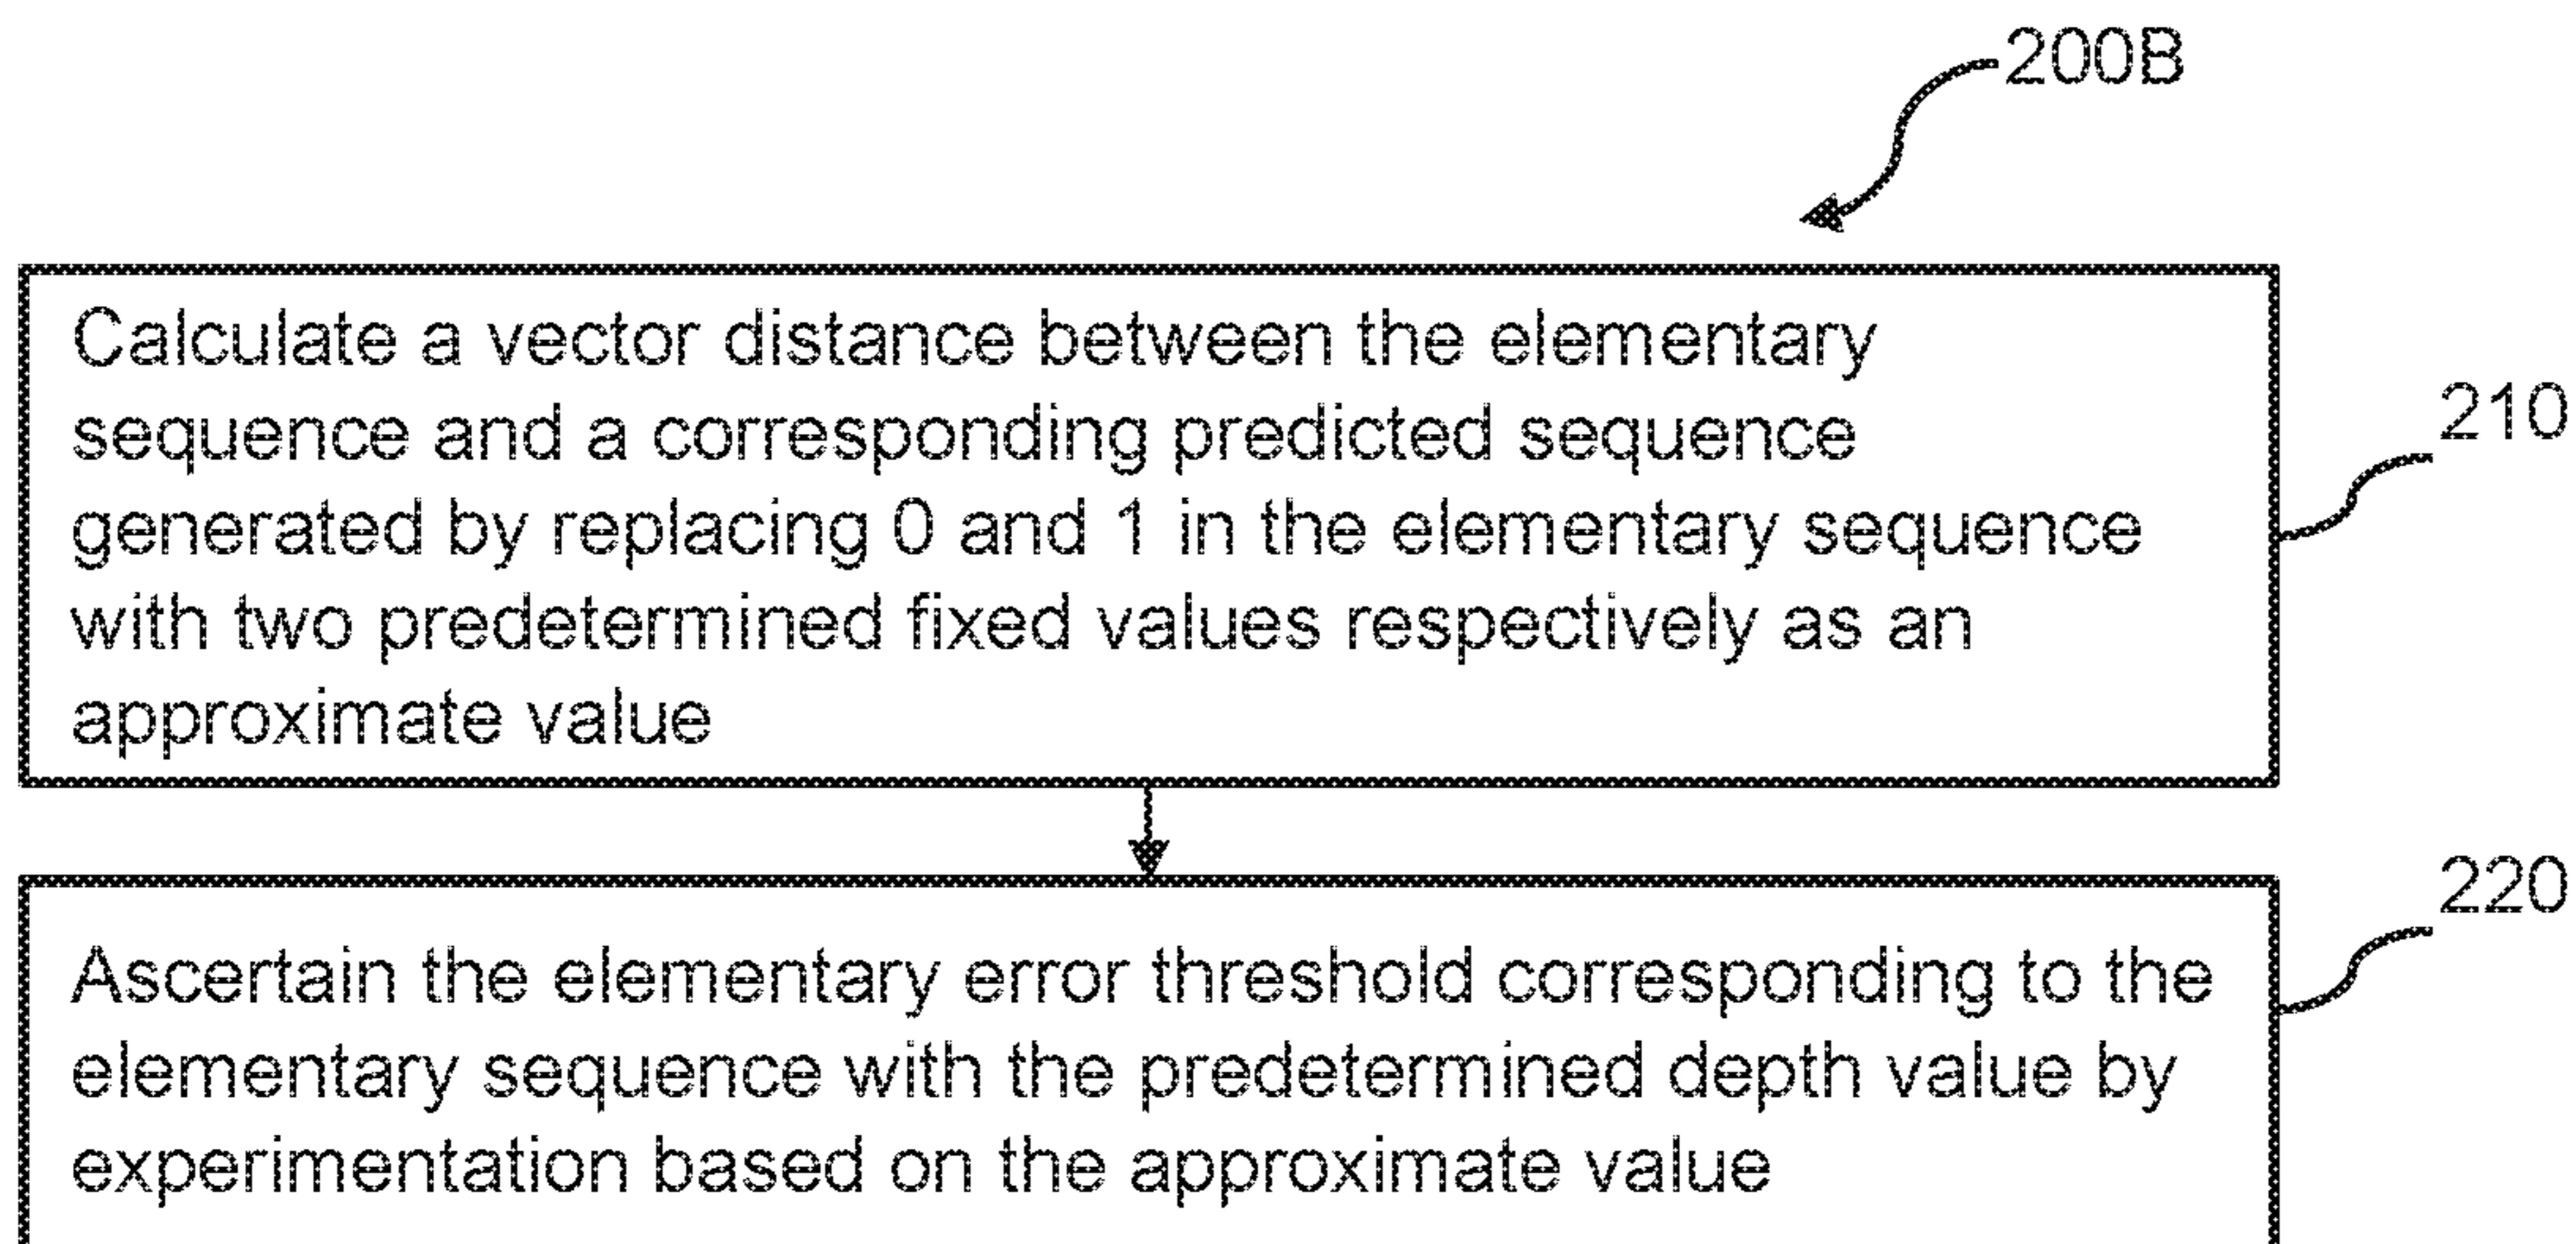 200B
Calculate a vector distance between the elementary
sequence and a corresponding predicted sequence
generated by replacing 0 and 1 in the elementary sequence
with two predetermined fixed values respectively as an
approximate value
210
Ascertain the elementary error threshold corresponding to the
elementary sequence with the predetermined depth value by
experimentation based on the approximate value
220